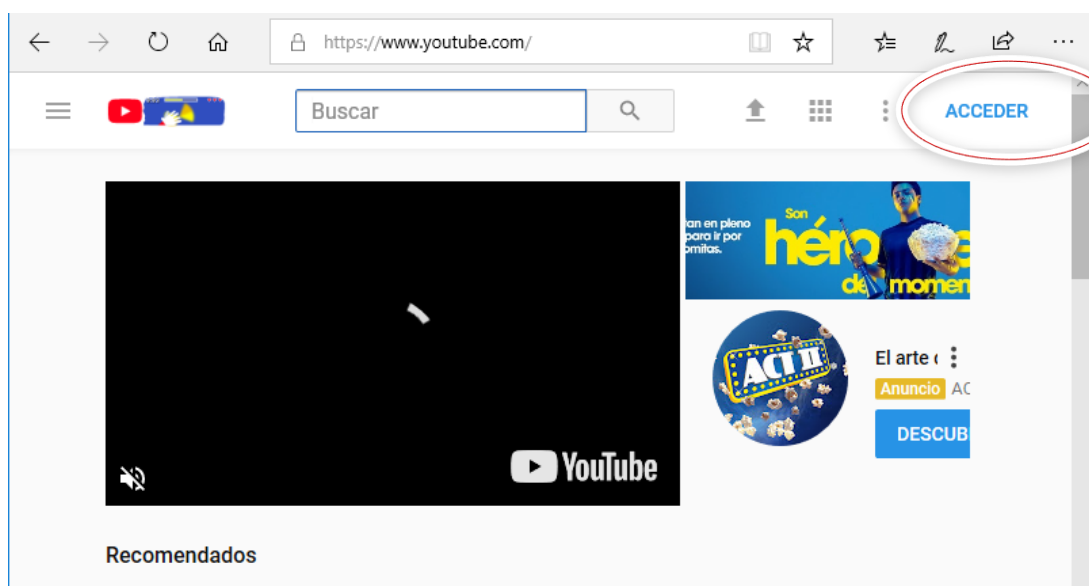 https://www.youtube.com/
Buscar
ACCEDER
an en pleno
para ir por
omitas.
Son
héro
de momen
ACT II
El arte
Anuncio AC
DESCUB
YouTube
Recomendados